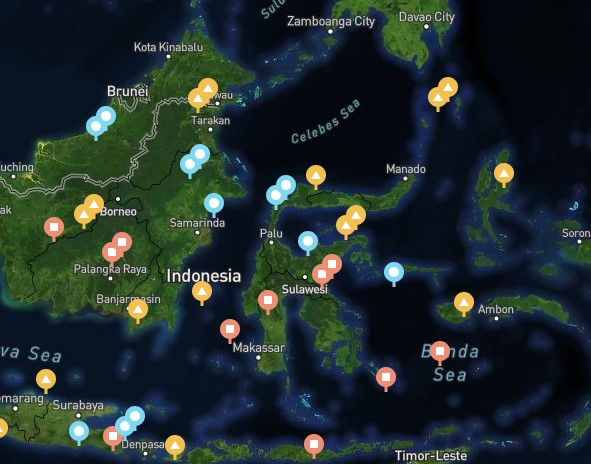 Sulu
Zamboanga City
Davao City
Kota Kinabalu
Brunei
wau
Tarakan
Celebes Sea
uching
Manado
ak
Borneo
Samarinda
Palu
Soron
Palangka Raya
Indonesia
Sulawesi
Banjarmasin
Ambon
va Sea
Makassar
Banda
Sea
emarang
Surabaya
Denpasa
Timor-Leste